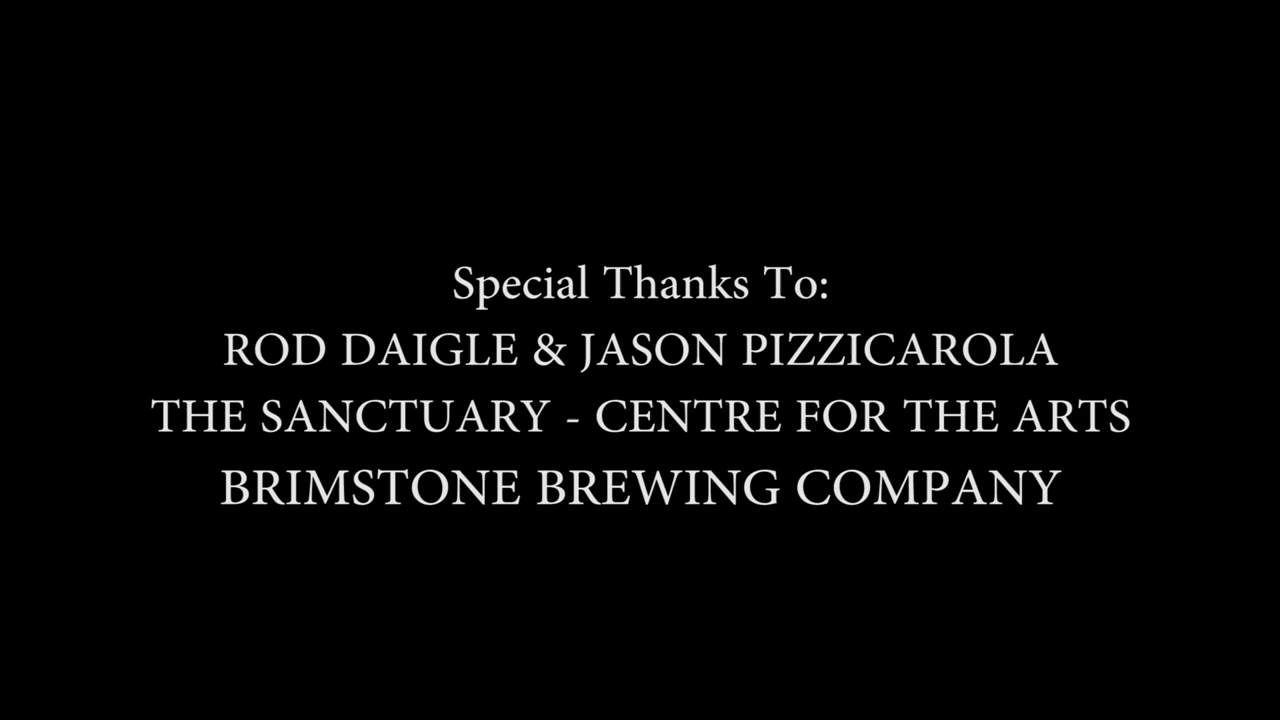 Special Thanks To:
ROD DAIGLE & JASON PIZZICAROLA
THE SANCTUARY - CENTRE FOR THE ARTS
BRIMSTONE BREWING COMPANY